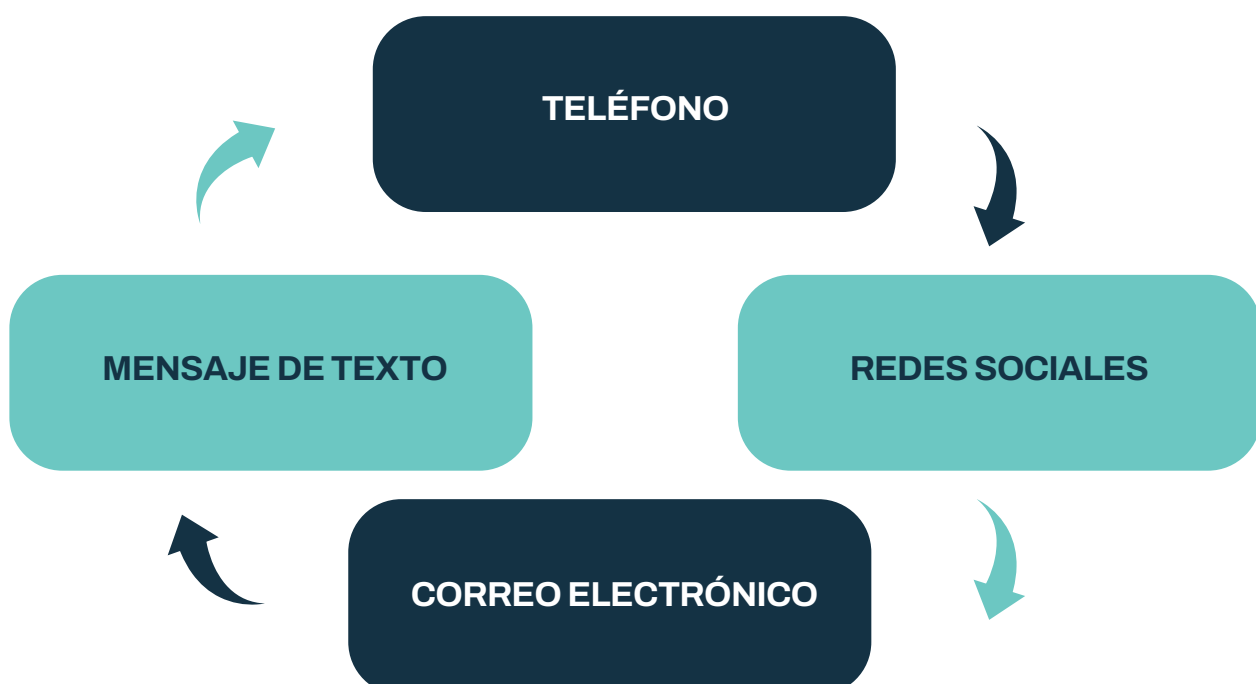 TELÉFONO
MENSAJE DE TEXTO
REDES SOCIALES
CORREO ELECTRÓNICO